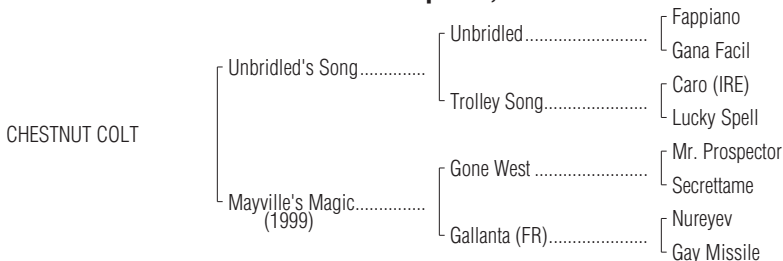 Fappiano
Unbridled..............................
Gana Facil
Unbridled's Song..............
Caro (IRE)
Trolley Song.........................
Lucky Spell
CHESTNUT COLT
Mr. Prospector
Gone West ...........................
Secrettame
Mayville's Magic...............
(1999)
Nureyev
Gallanta (FR)........................
Gay Missile